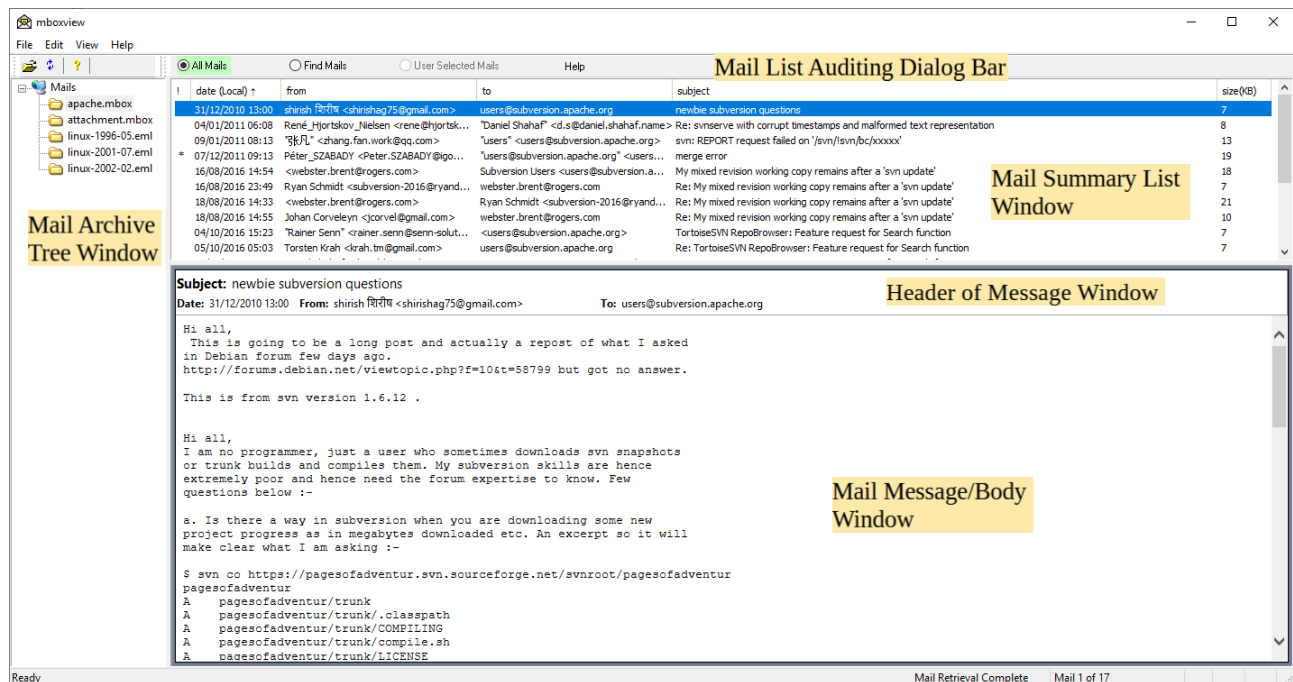 mboxview
File Edit View Help
All Mails Find Mails User Selected Mails Help
Mail List Auditing Dialog Bar
Mails
apache.mbox
attachment.mbox
linux-1996-05.eml
linux-2001-07.eml
linux-2002-02.eml
Mail Archive
Tree Window
! date (Local) ↑ from to subject size(KB)
31/12/2010 13:00 shirish शिरीष <shirishag75@gmail.com> users@subversion.apache.org newbie subversion questions 7
04/01/2011 06:08 René_Hjortskov_Nielsen <rene@hjortsk... "Daniel Shahaf" <d.s@daniel.shahaf.name> Re: svnserve with corrupt timestamps and malformed text representation 8
09/01/2011 08:13 "张凡" <zhang.fan.work@qq.com> "users" <users@subversion.apache.org> svn: REPORT request failed on '/svn/!svn/bc/xxxxx' 13
* 07/12/2011 09:13 Péter_SZABADY <Peter.SZABADY@igo... "users@subversion.apache.org" <users... merge error 19
16/08/2016 14:54 <webster.brent@rogers.com> Subversion Users <users@subversion.a... My mixed revision working copy remains after a 'svn update' 18
16/08/2016 23:49 Ryan Schmidt <subversion-2016@ryand... webster.brent@rogers.com Re: My mixed revision working copy remains after a 'svn update' 7
18/08/2016 14:33 <webster.brent@rogers.com> Ryan Schmidt <subversion-2016@ryand... Re: My mixed revision working copy remains after a 'svn update' 21
18/08/2016 14:55 Johan Corveleyn <jcorvel@gmail.com> webster.brent@rogers.com Re: My mixed revision working copy remains after a 'svn update' 10
04/10/2016 15:23 "Rainer Senn" <rainer.senn@senn-solut... <users@subversion.apache.org> TortoiseSVN RepoBrowser: Feature request for Search function 7
05/10/2016 05:03 Torsten Krah <krah.tm@gmail.com> users@subversion.apache.org Re: TortoiseSVN RepoBrowser: Feature request for Search function 7
Mail Summary List
Window
Subject: newbie subversion questions
Date: 31/12/2010 13:00 From: shirish शिरीष <shirishag75@gmail.com> To: users@subversion.apache.org
Header of Message Window
Hi all,
This is going to be a long post and actually a repost of what I asked
in Debian forum few days ago.
http://forums.debian.net/viewtopic.php?f=10&t=58799 but got no answer.
This is from svn version 1.6.12 .
Hi all,
I am no programmer, just a user who sometimes downloads svn snapshots
or trunk builds and compiles them. My subversion skills are hence
extremely poor and hence need the forum expertise to know. Few
questions below :-
a. Is there a way in subversion when you are downloading some new
project progress as in megabytes downloaded etc. An excerpt so it will
make clear what I am asking :-
$ svn co https://pagesofadventur.svn.sourceforge.net/svnroot/pagesofadventur
pagesofadventur
A pagesofadventur/trunk
A pagesofadventur/trunk/.classpath
A pagesofadventur/trunk/COMPILING
A pagesofadventur/trunk/compile.sh
A pagesofadventur/trunk/LICENSE
Mail Message/Body
Window
Ready Mail Retrieval Complete Mail 1 of 17